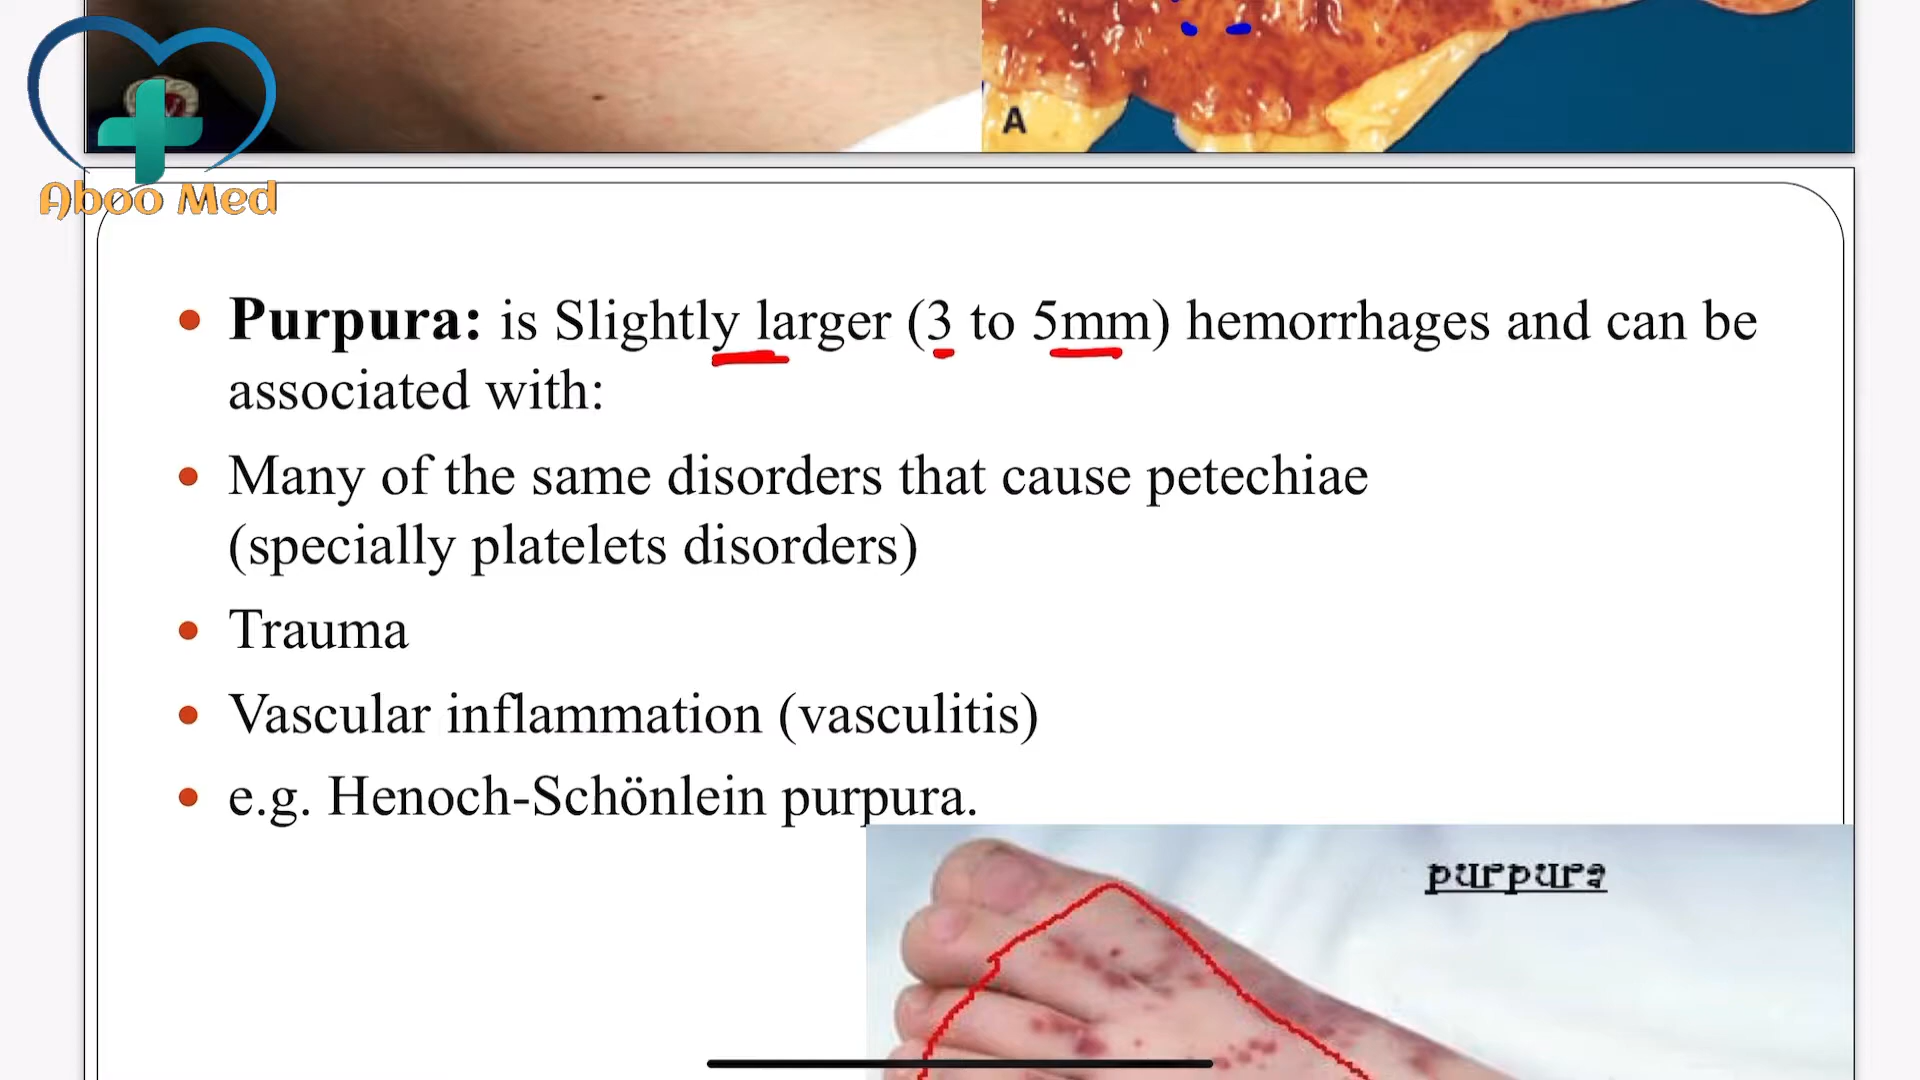 A
Aboo Med
• Purpura: is Slightly larger (3 to 5mm) hemorrhages and can be
associated with:
• Many of the same disorders that cause petechiae
(specially platelets disorders)
• Trauma
• Vascular inflammation (vasculitis)
• e.g. Henoch-Schönlein purpura.
purpura